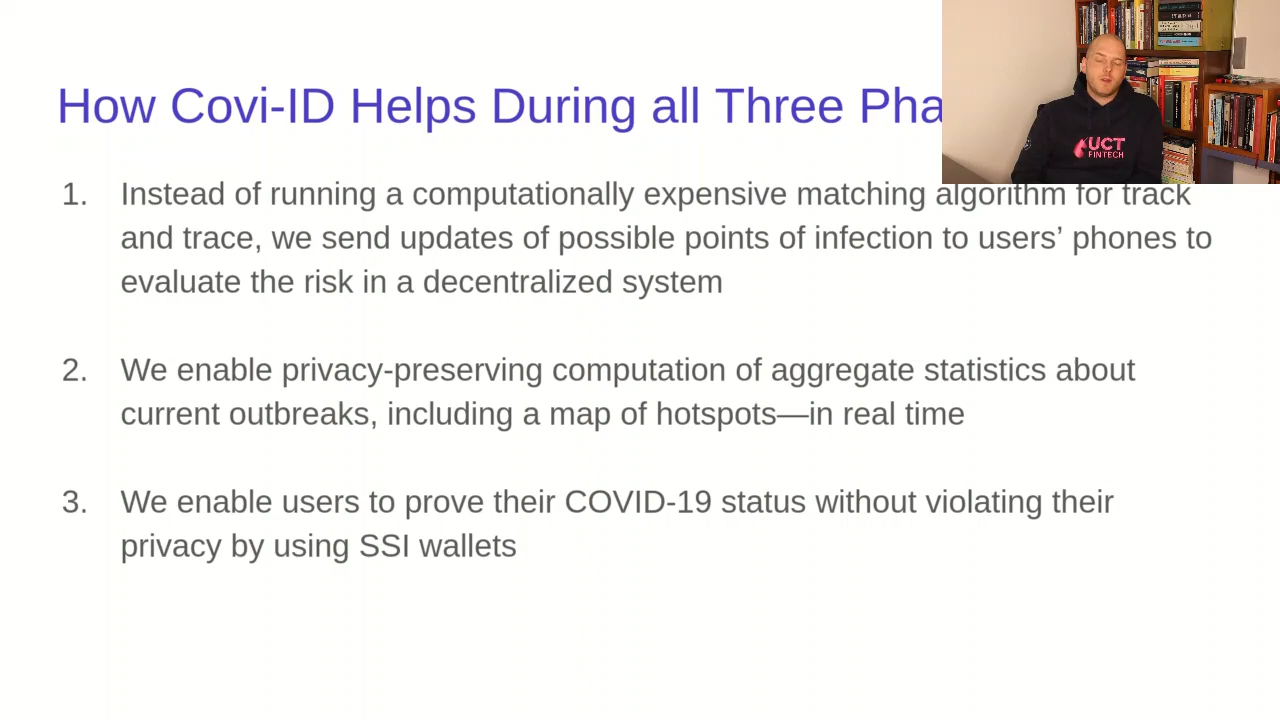 How Covi-ID Helps During all Three
1. Instead of running a computationally expensive matching algorithm for track
and trace, we send updates of possible points of infection to users’ phones to
evaluate the risk in a decentralized system
2. We enable privacy-preserving computation of aggregate statistics about
current outbreaks, including a map of hotspots—in real time
3. We enable users to prove their COVID-19 status without violating their
privacy by using SSI wallets
UCT
FINTECH